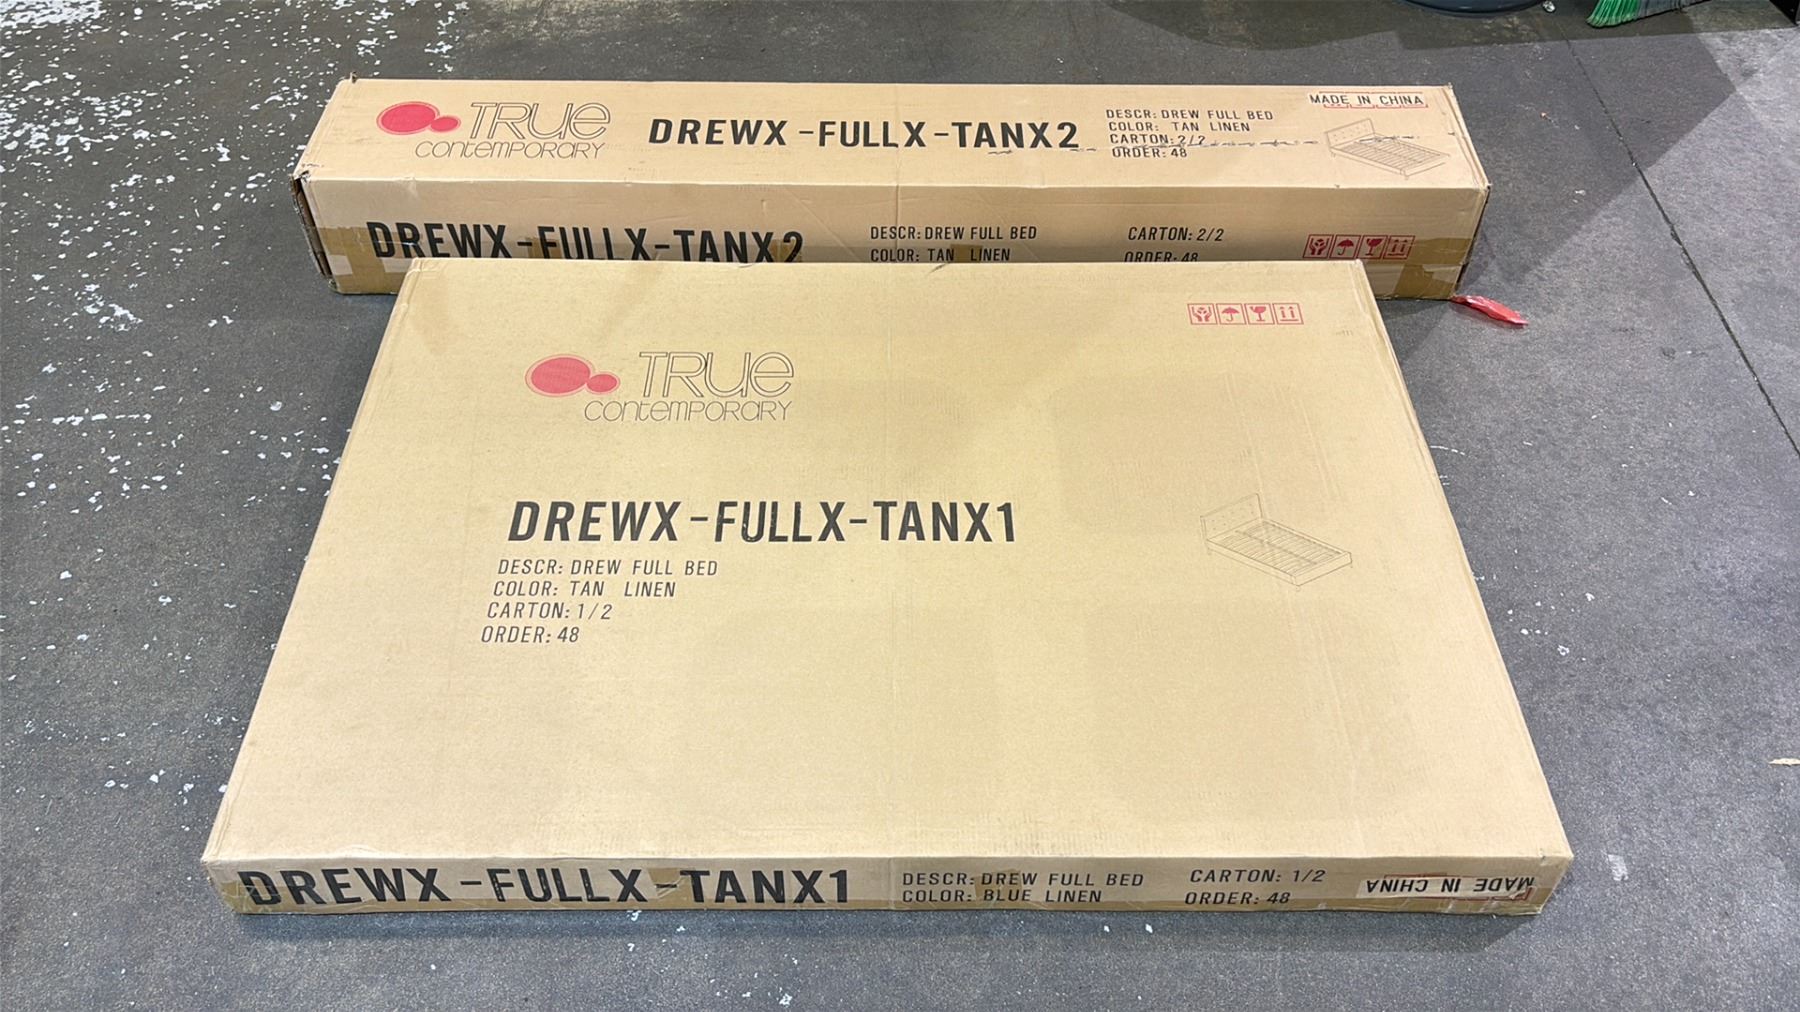 TRUE
CONTEMPORARY
DREWX-FULLX-TANX2
DESCR: DREW FULL BED
COLOR: TAN LINEN
CARTON: 2/2
ORDER: 48
MADE IN CHINA
DREWX-FULLX-TANX2
DESCR: DREW FULL BED
COLOR: TAN LINEN
CARTON: 2/2
ORDER: 48
TRUE
CONTEMPORARY
DREWX-FULLX-TANX1
DESCR: DREW FULL BED
COLOR: TAN LINEN
CARTON: 1/2
ORDER: 48
DREWX-FULLX-TANX1
DESCR: DREW FULL BED
COLOR: BLUE LINEN
CARTON: 1/2
ORDER: 48
MADE IN CHINA